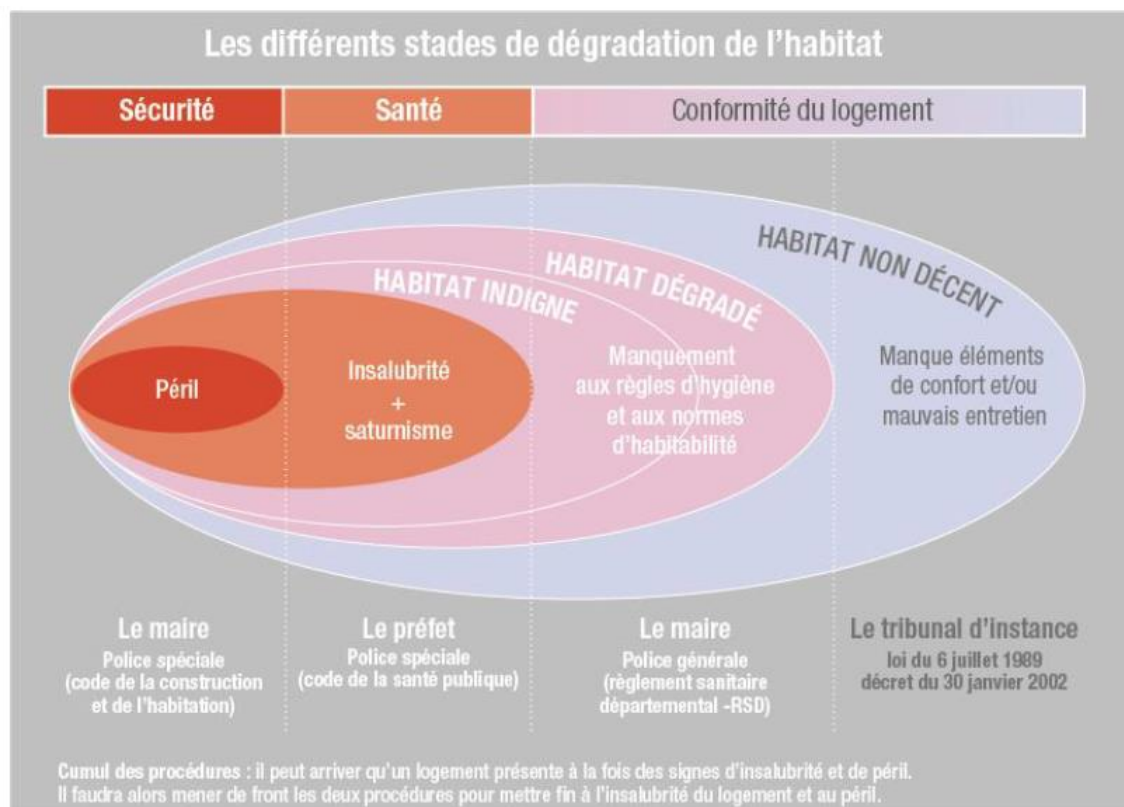 Les différents stades de dégradation de l'habitat
Sécurité
Santé
Conformité du logement
HABITAT NON DÉCENT
HABITAT DÉGRADÉ
HABITAT INDIGNE
Péril
Insalubrité
+
saturnisme
Manquement
aux règles d'hygiène
et aux normes
d'habitabilité
Manque éléments
de confort et/ou
mauvais entretien
Le maire
Police spéciale
(code de la construction
et de l'habitation)
Le préfet
Police spéciale
(code de la santé publique)
Le maire
Police générale
(règlement sanitaire
départemental -RSD)
Le tribunal d'instance
loi du 6 juillet 1989
décret du 30 janvier 2002
Cumul des procédures : il peut arriver qu'un logement présente à la fois des signes d'insalubrité et de péril.
Il faudra alors mener de front les deux procédures pour mettre fin à l'insalubrité du logement et au péril.